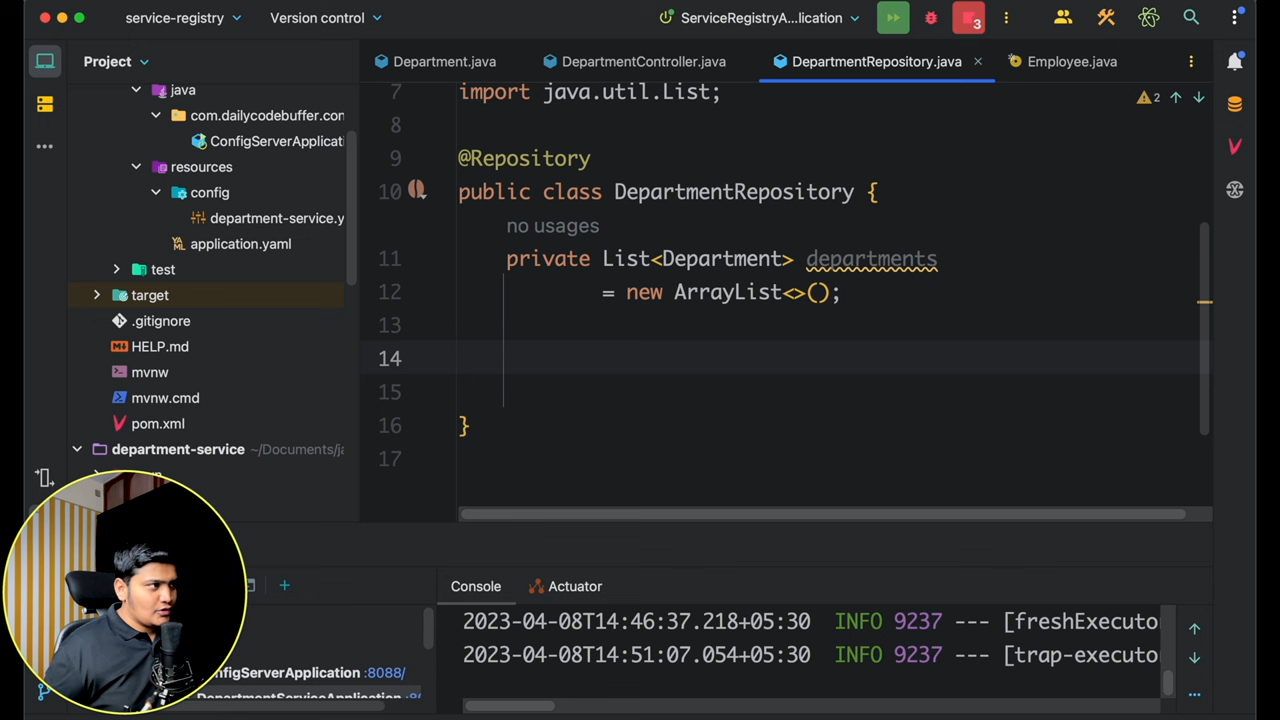 service-registry
Version control
ServiceRegistryA...lication
3
Project
Department.java
DepartmentController.java
DepartmentRepository.java
Employee.java
java
com.dailycodebuffer.con
ConfigServerApplicati
resources
config
department-service.y
application.yaml
test
target
.gitignore
HELP.md
mvnw
mvnw.cmd
pom.xml
department-service ~/Documents/ja
7 import java.util.List;
2
8
9 @Repository
10 public class DepartmentRepository {
no usages
11 private List<Department> departments
12 = new ArrayList<>();
13
14
15
16 }
17
Console
Actuator
2023-04-08T14:46:37.218+05:30 INFO 9237 --- [freshExecuto
2023-04-08T14:51:07.054+05:30 INFO 9237 --- [trap-executo
onfigServerApplication :8088/